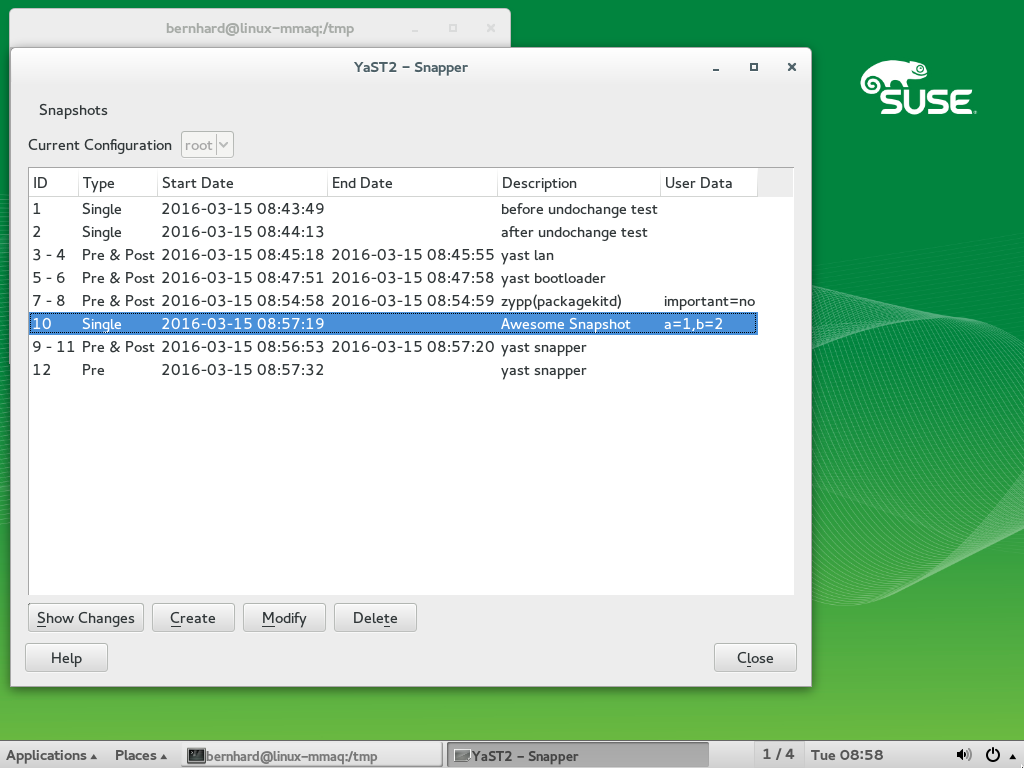 bernhard@linux-mmaq:/tmp
YaST2 - Snapper
SUSE
Snapshots
Current Configuration root
ID Type Start Date End Date Description User Data
1 Single 2016-03-15 08:43:49 before undochange test
2 Single 2016-03-15 08:44:13 after undochange test
3 - 4 Pre & Post 2016-03-15 08:45:18 2016-03-15 08:45:55 yast lan
5 - 6 Pre & Post 2016-03-15 08:47:51 2016-03-15 08:47:58 yast bootloader
7 - 8 Pre & Post 2016-03-15 08:54:58 2016-03-15 08:54:59 zypp(packagekitd) important=no
10 Single 2016-03-15 08:57:19 Awesome Snapshot a=1,b=2
9 - 11 Pre & Post 2016-03-15 08:56:53 2016-03-15 08:57:20 yast snapper
12 Pre 2016-03-15 08:57:32 yast snapper
Show Changes Create Modify Delete
Help Close
Applications Places bernhard@linux-mmaq:/tmp YaST2 - Snapper 1 / 4 Tue 08:58